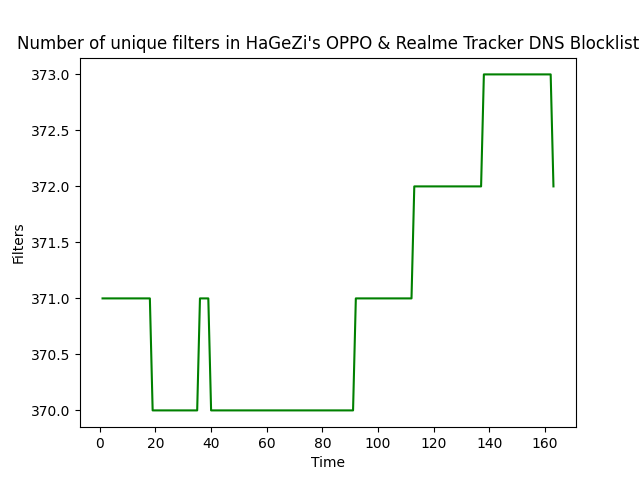 Number of unique filters in HaGeZi's OPPO & Realme Tracker DNS Blocklist
373.0
372.5
372.0
371.5
371.0
370.5
370.0
Filters
0 20 40 60 80 100 120 140 160
Time